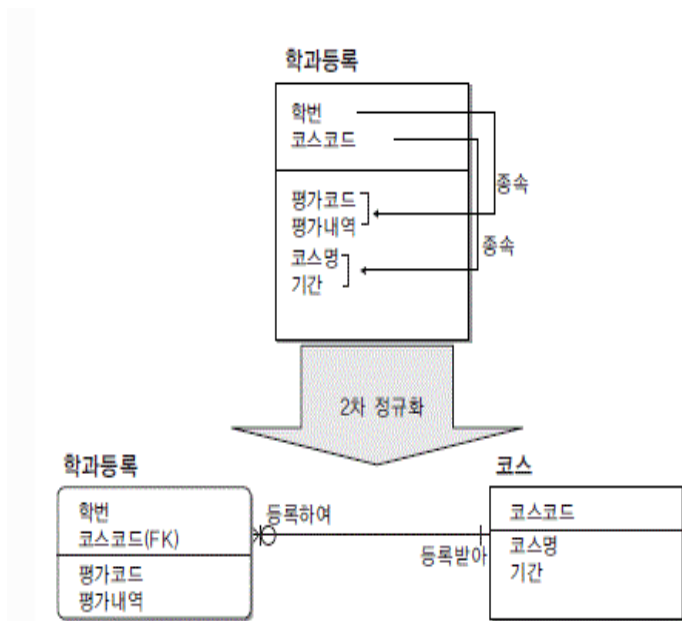 학과등록
학번
코스코드
종속
평가코드
평가내역
종속
코스명
기간
2차 정규화
학과등록
코스
학번
등록하여
코스코드
코스코드(FK)
등록받아
코스명
평가코드
기간
평가내역